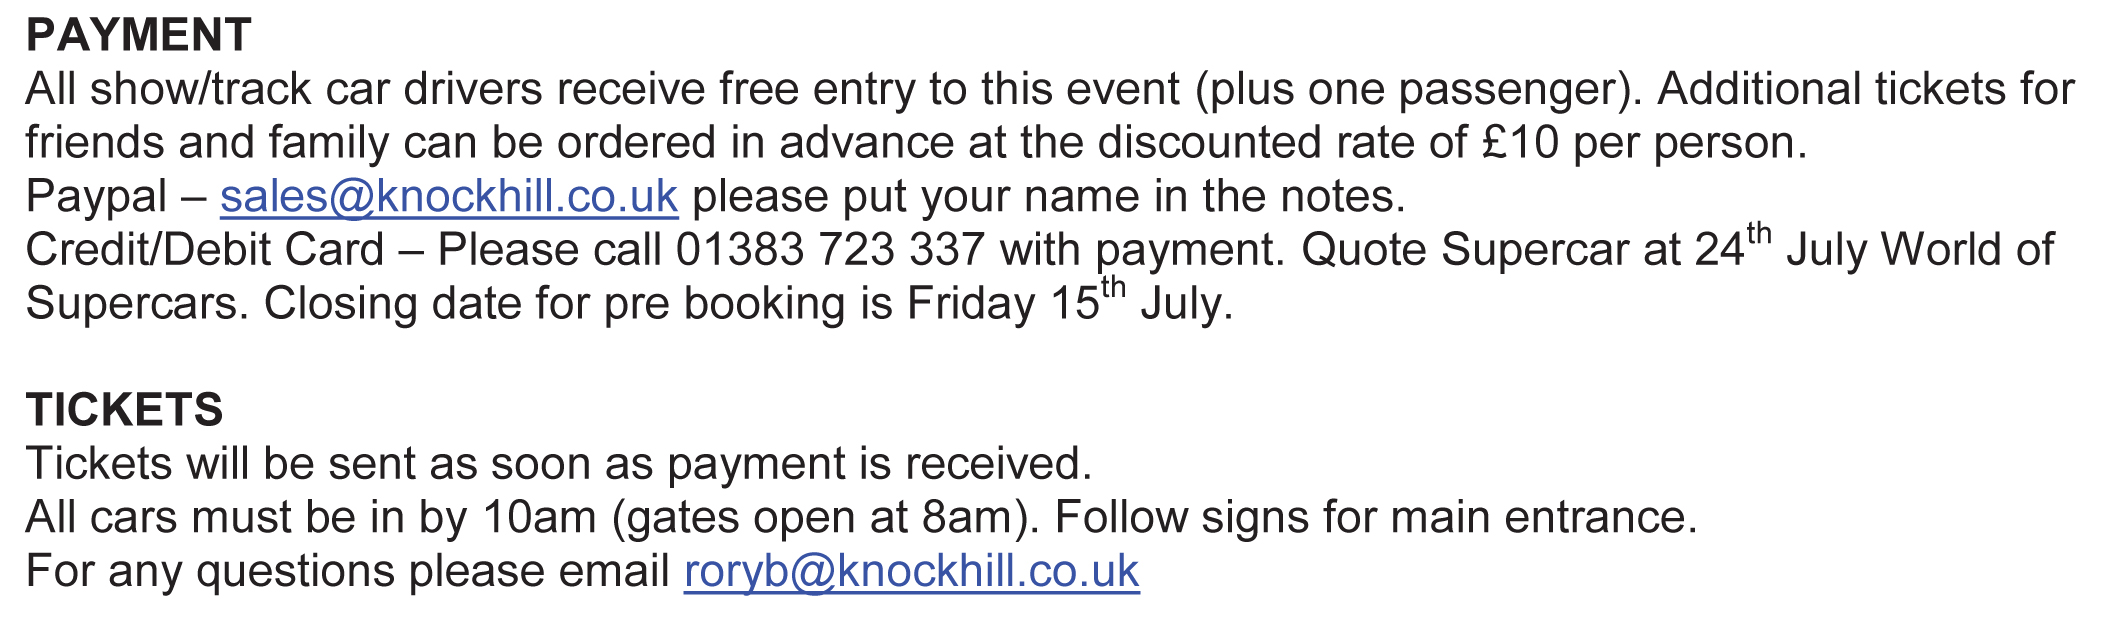 PAYMENT
All show/track car drivers receive free entry to this event (plus one passenger). Additional tickets for
friends and family can be ordered in advance at the discounted rate of £10 per person.
Paypal – sales@knockhill.co.uk please put your name in the notes.
Credit/Debit Card – Please call 01383 723 337 with payment. Quote Supercar at 24th July World of
Supercars. Closing date for pre booking is Friday 15th July.
TICKETS
Tickets will be sent as soon as payment is received.
All cars must be in by 10am (gates open at 8am). Follow signs for main entrance.
For any questions please email roryb@knockhill.co.uk